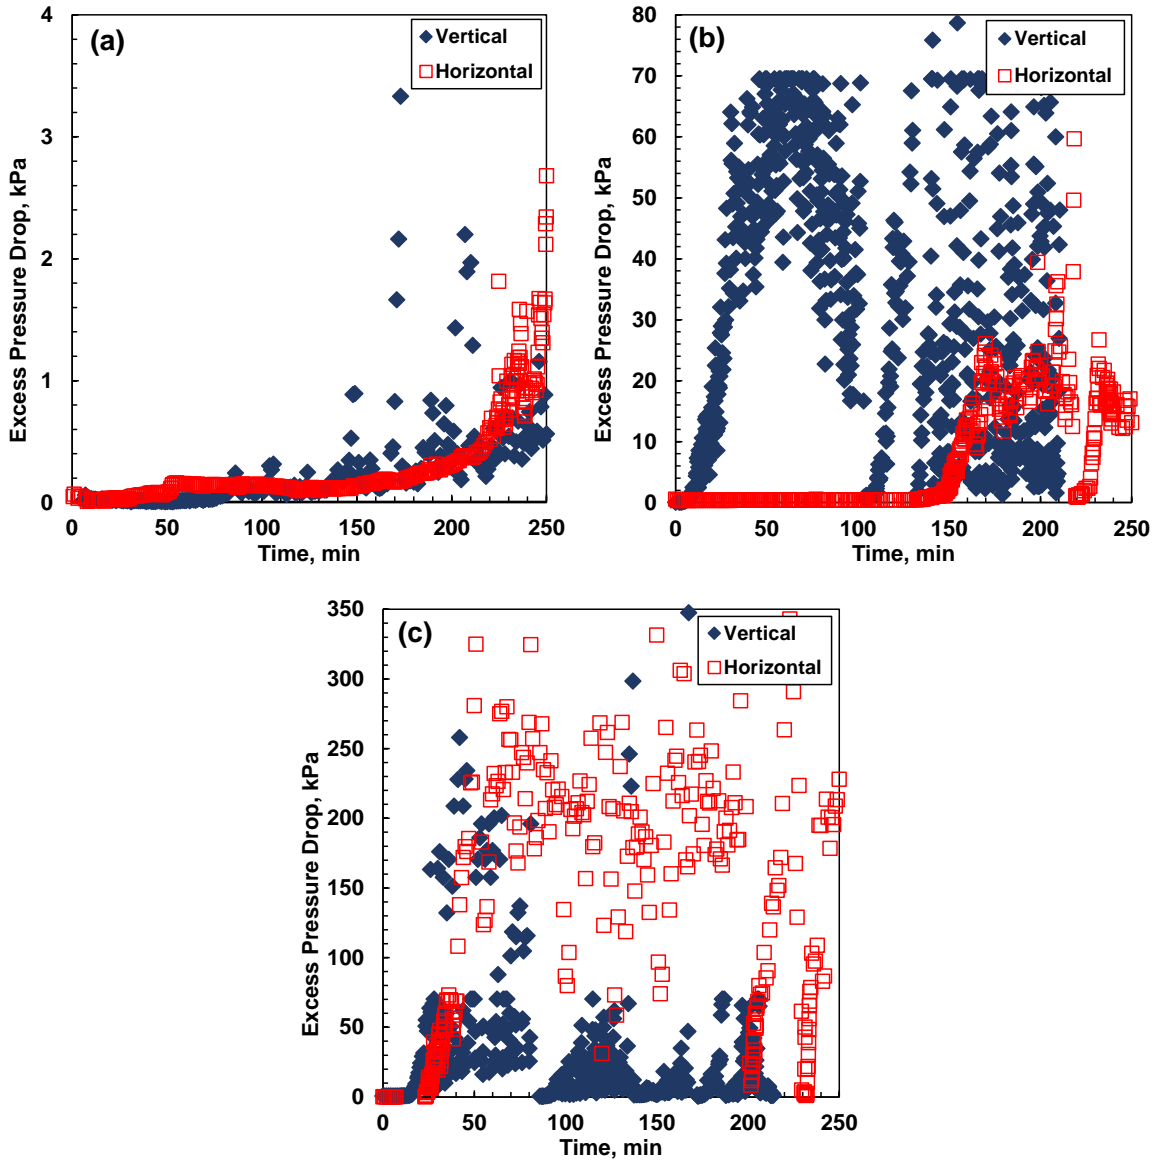 (a)
Vertical
Horizontal
4
3
2
1
0
Excess Pressure Drop, kPa
0 50 100 150 200 250
Time, min
(b)
Vertical
Horizontal
80
70
60
50
40
30
20
10
0
Excess Pressure Drop, kPa
0 50 100 150 200 250
Time, min
(c)
Vertical
Horizontal
350
300
250
200
150
100
50
0
Excess Pressure Drop, kPa
0 50 100 150 200 250
Time, min